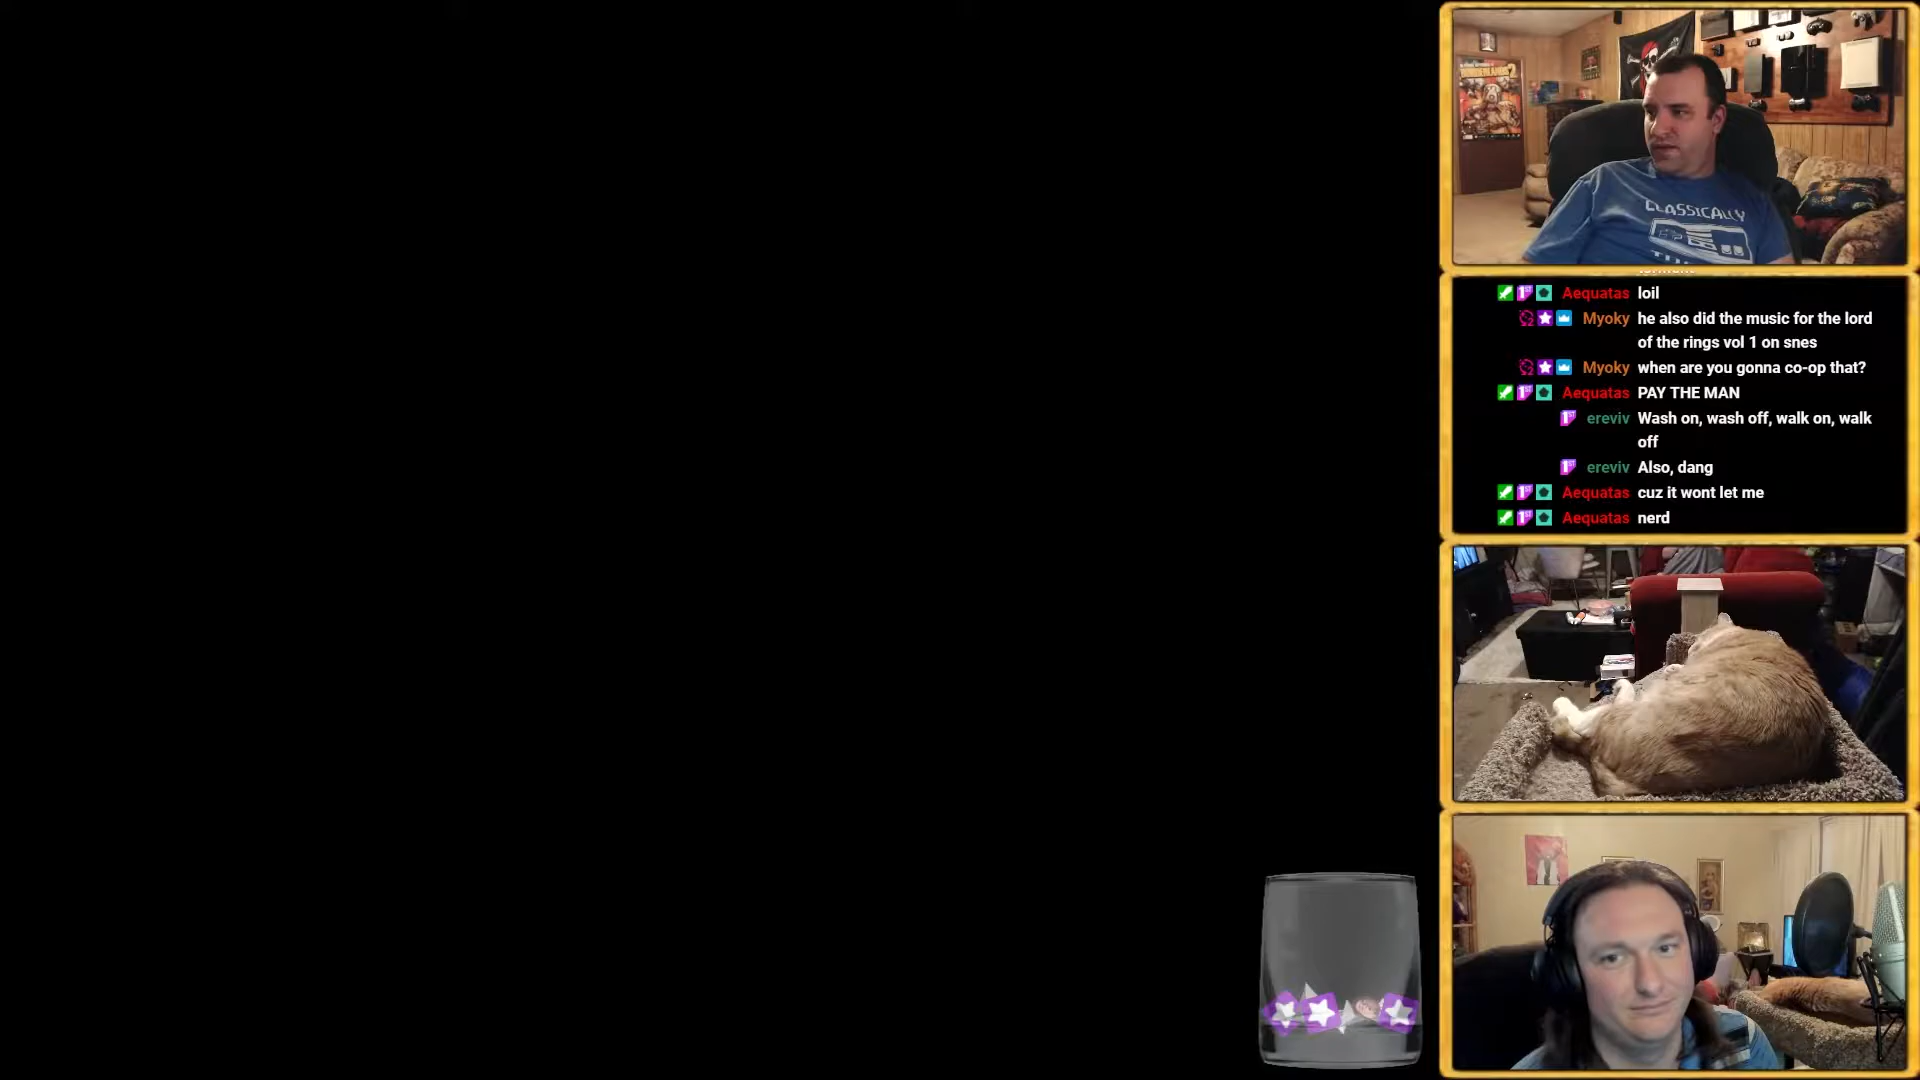 BORDERLANDS 2
CLASSICALLY
Aequatas loil
Myoky he also did the music for the lord
of the rings vol 1 on snes
Myoky when are you gonna co-op that?
Aequatas PAY THE MAN
ereviv Wash on, wash off, walk on, walk
off
ereviv Also, dang
Aequatas cuz it wont let me
Aequatas nerd